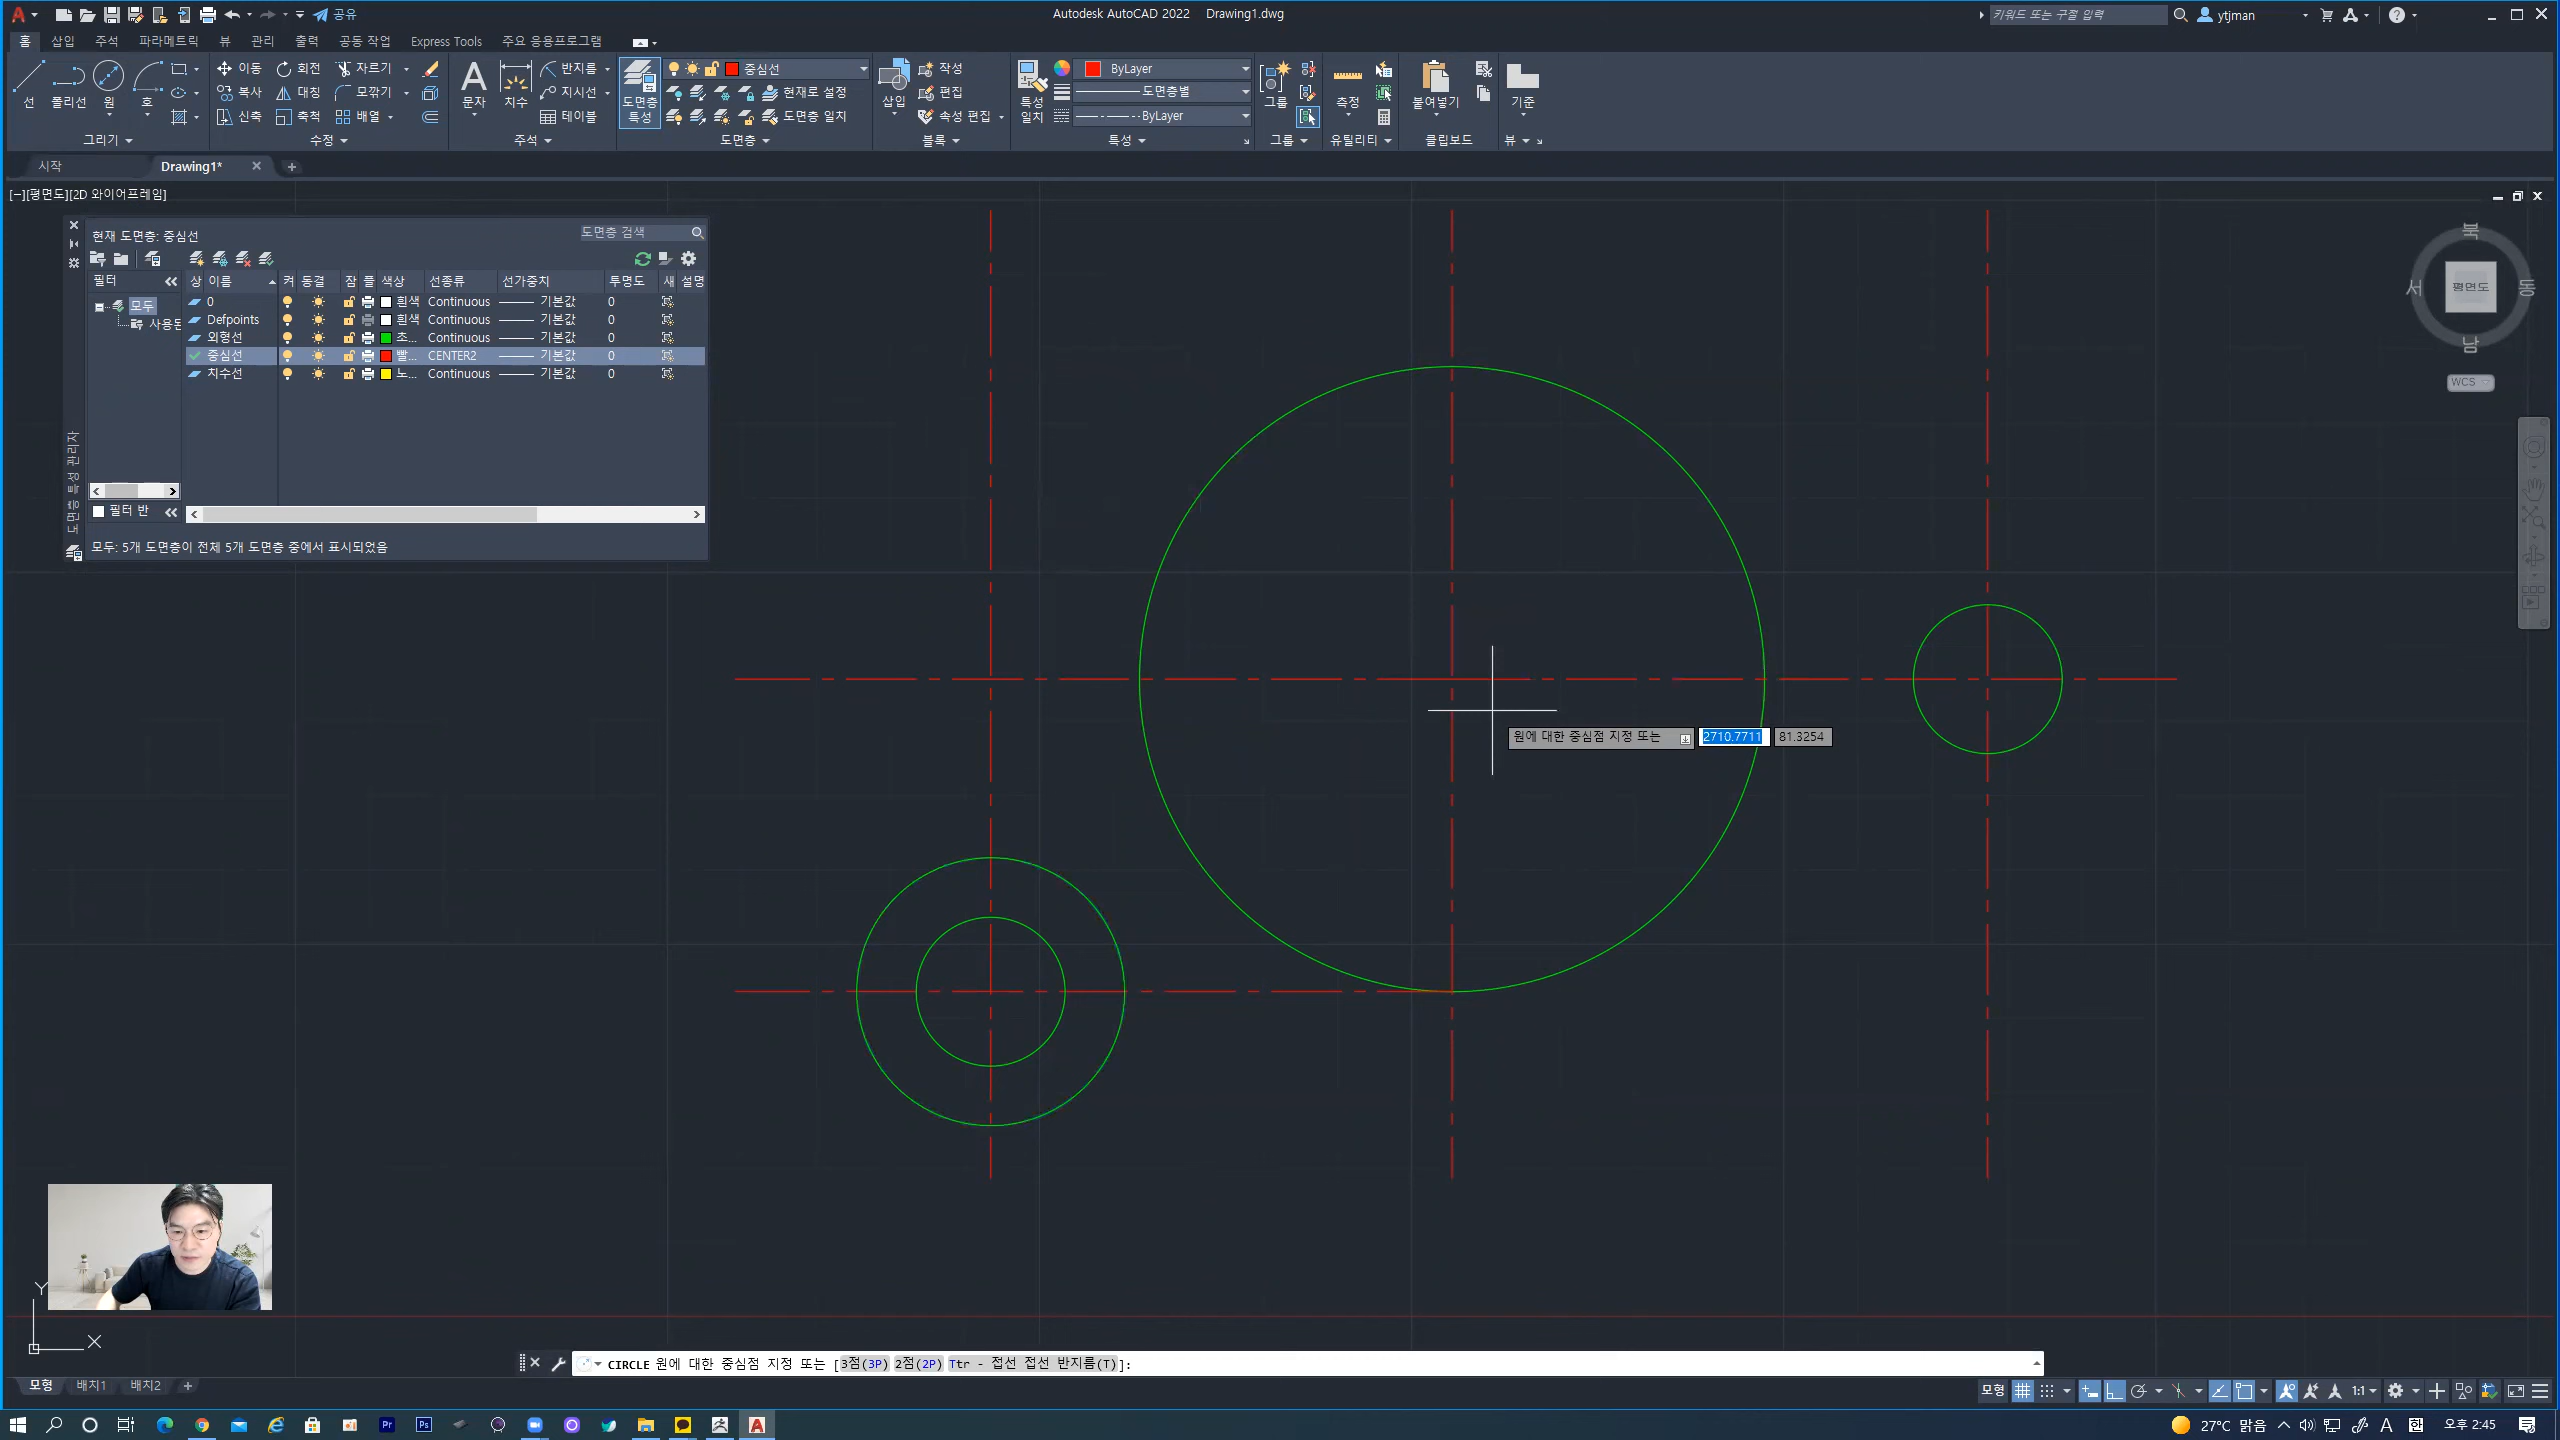 공유
Autodesk AutoCAD 2022 Drawing1.dwg
키워드 또는 구절 입력
ytjman
홈 삽입 주석 파라메트릭 뷰 관리 출력 공동 작업 Express Tools 주요 응용프로그램
이동 회전 자르기
복사 대칭 모깎기
신축 축척 배열
선 폴리선 원 호
문자 치수
반지름
지시선
테이블
도면층
특성
중심선
현재로 설정
도면층 일치
삽입
작성
편집
속성 편집
특성
일치
ByLayer
도면층별
ByLayer
그룹
측정
붙여넣기
기준
그리기 수정 주석 도면층 블록 특성 그룹 유틸리티 클립보드 뷰
시작 Drawing1*
[−][평면도][2D 와이어프레임]
현재 도면층: 중심선
도면층 검색
필터 상 이름 켜 동결 잠 플 색상 선종류 선가중치 투명도 새 설명
모두
0 흰색 Continuous 기본값 0
Defpoints 흰색 Continuous 기본값 0
외형선 초... Continuous 기본값 0
중심선 빨... CENTER2 기본값 0
치수선 노... Continuous 기본값 0
필터 반
모두: 5개 도면층이 전체 5개 도면층 중에서 표시되었음
도면층 특성 관리자
북
서 평면도 동
남
WCS
원에 대한 중심점 지정 또는 2710.7711 81.3254
Y
X
CIRCLE 원에 대한 중심점 지정 또는 [3점(3P) 2점(2P) Ttr - 접선 접선 반지름(T)]:
모형 배치1 배치2
모형 1:1
27°C 맑음 A 한 오후 2:45